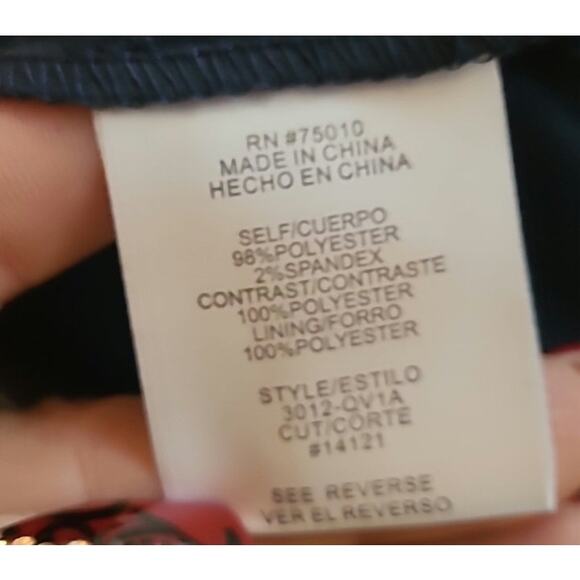 RN #75010
MADE IN CHINA
HECHO EN CHINA
SELF/CUERPO
98%POLYESTER
2%SPANDEX
CONTRAST/CONTRASTE
100%POLYESTER
LINING/FORRO
100%POLYESTER
STYLE/ESTILO
3012-QV1A
CUT/CORTE
#14121
SEE REVERSE
VER EL REVERSO